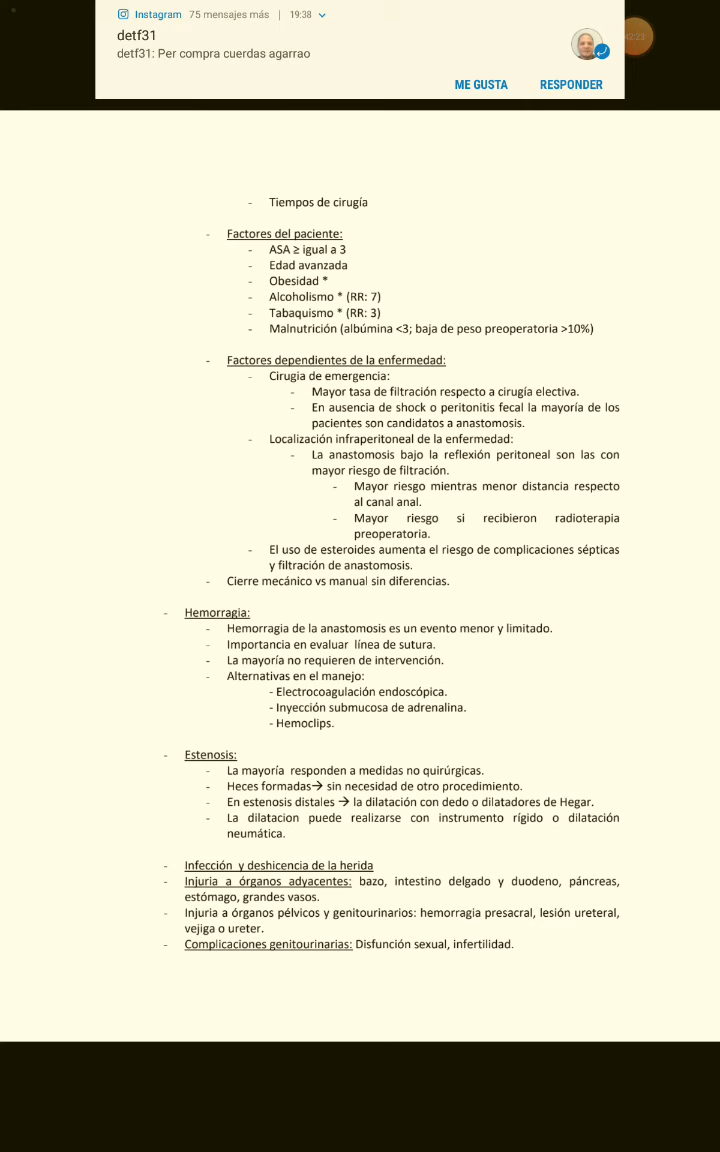 Instagram 75 mensajes más | 19:38
detf31
detf31: Per compra cuerdas agarrao
ME GUSTA RESPONDER
- Tiempos de cirugía
- Factores del paciente:
- ASA ≥ igual a 3
- Edad avanzada
- Obesidad *
- Alcoholismo * (RR: 7)
- Tabaquismo * (RR: 3)
- Malnutrición (albúmina <3; baja de peso preoperatoria >10%)
- Factores dependientes de la enfermedad:
- Cirugia de emergencia:
- Mayor tasa de filtración respecto a cirugía electiva.
- En ausencia de shock o peritonitis fecal la mayoría de los
pacientes son candidatos a anastomosis.
- Localización infraperitoneal de la enfermedad:
- La anastomosis bajo la reflexión peritoneal son las con
mayor riesgo de filtración.
- Mayor riesgo mientras menor distancia respecto
al canal anal.
- Mayor riesgo si recibieron radioterapia
preoperatoria.
- El uso de esteroides aumenta el riesgo de complicaciones sépticas
y filtración de anastomosis.
- Cierre mecánico vs manual sin diferencias.
- Hemorragia:
- Hemorragia de la anastomosis es un evento menor y limitado.
- Importancia en evaluar línea de sutura.
- La mayoría no requieren de intervención.
- Alternativas en el manejo:
- Electrocoagulación endoscópica.
- Inyección submucosa de adrenalina.
- Hemoclips.
- Estenosis:
- La mayoría responden a medidas no quirúrgicas.
- Heces formadas→ sin necesidad de otro procedimiento.
- En estenosis distales → la dilatación con dedo o dilatadores de Hegar.
- La dilatacion puede realizarse con instrumento rígido o dilatación
neumática.
- Infección y deshicencia de la herida
- Injuria a órganos adyacentes: bazo, intestino delgado y duodeno, páncreas,
estómago, grandes vasos.
- Injuria a órganos pélvicos y genitourinarios: hemorragia presacral, lesión ureteral,
vejiga o ureter.
- Complicaciones genitourinarias: Disfunción sexual, infertilidad.